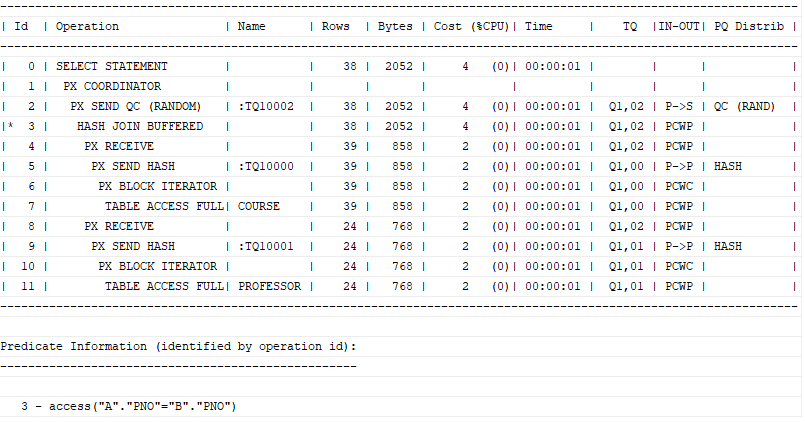 ---------------------------------------------------------------------------------------------------------------
| Id  | Operation               | Name      | Rows  | Bytes | Cost (%CPU)| Time     |    TQ  |IN-OUT| PQ Distrib |
---------------------------------------------------------------------------------------------------------------
|   0 | SELECT STATEMENT        |           |    38 |  2052 |     4   (0)| 00:00:01 |        |      |            |
|   1 |  PX COORDINATOR         |           |       |       |            |          |        |      |            |
|   2 |   PX SEND QC (RANDOM)   | :TQ10002  |    38 |  2052 |     4   (0)| 00:00:01 |  Q1,02 | P->S | QC (RAND)  |
|*  3 |    HASH JOIN BUFFERED   |           |    38 |  2052 |     4   (0)| 00:00:01 |  Q1,02 | PCWP |            |
|   4 |     PX RECEIVE          |           |    39 |   858 |     2   (0)| 00:00:01 |  Q1,02 | PCWP |            |
|   5 |      PX SEND HASH       | :TQ10000  |    39 |   858 |     2   (0)| 00:00:01 |  Q1,00 | P->P | HASH       |
|   6 |       PX BLOCK ITERATOR |           |    39 |   858 |     2   (0)| 00:00:01 |  Q1,00 | PCWC |            |
|   7 |        TABLE ACCESS FULL| COURSE    |    39 |   858 |     2   (0)| 00:00:01 |  Q1,00 | PCWP |            |
|   8 |     PX RECEIVE          |           |    24 |   768 |     2   (0)| 00:00:01 |  Q1,02 | PCWP |            |
|   9 |      PX SEND HASH       | :TQ10001  |    24 |   768 |     2   (0)| 00:00:01 |  Q1,01 | P->P | HASH       |
|  10 |       PX BLOCK ITERATOR |           |    24 |   768 |     2   (0)| 00:00:01 |  Q1,01 | PCWC |            |
|  11 |        TABLE ACCESS FULL| PROFESSOR |    24 |   768 |     2   (0)| 00:00:01 |  Q1,01 | PCWP |            |
---------------------------------------------------------------------------------------------------------------
Predicate Information (identified by operation id):
---------------------------------------------------
   3 - access("A"."PNO"="B"."PNO")